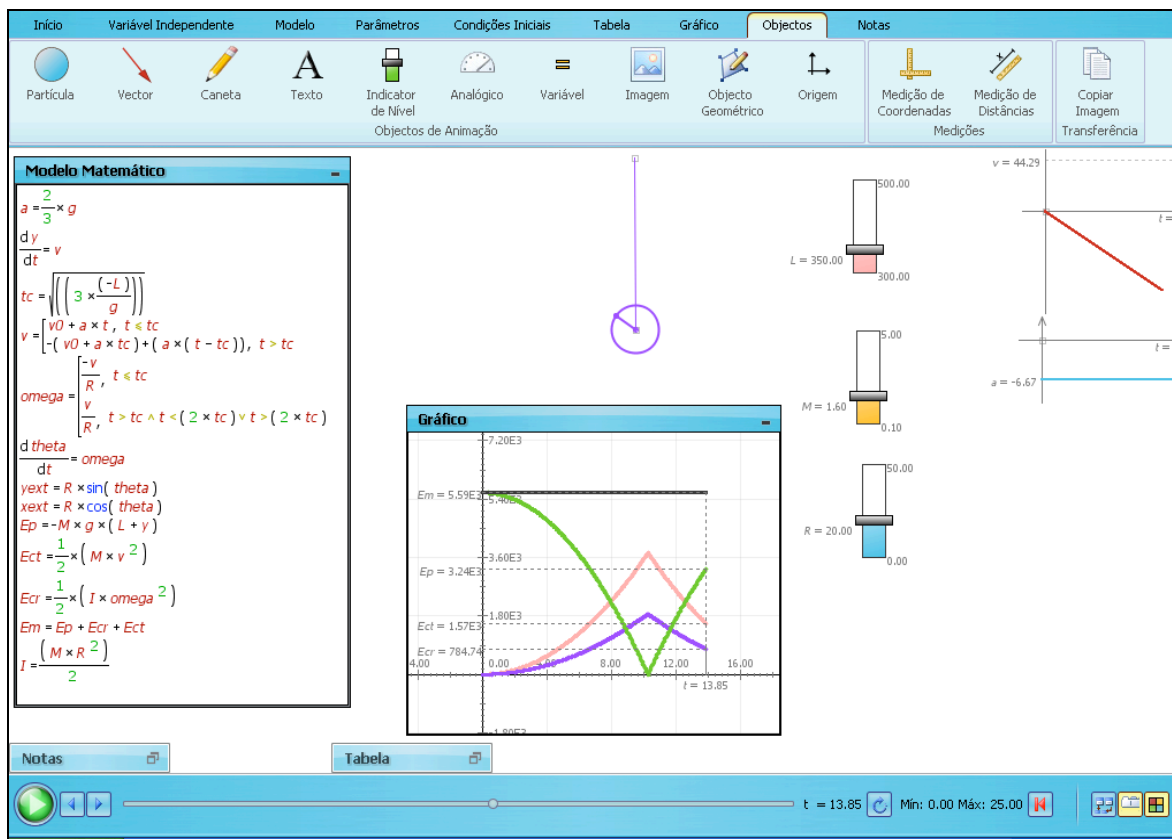 Início Variável Independente Modelo Parâmetros Condições Iniciais Tabela Gráfico Objectos Notas
Partícula Vector Caneta Texto Indicator de Nível Analógico Variável Imagem Objecto Geométrico Origem Medição de Coordenadas Medição de Distâncias Copiar Imagem
Objectos de Animação Medições Transferência
Modelo Matemático
a = 2/3 × g
dy/dt = v
tc = √((3 × (-L)/g))
v = [v0 + a × t, t ≤ tc
-(v0 + a × tc) + (a × (t - tc)), t > tc
omega = [-v/R, t ≤ tc
v/R, t > tc ∧ t < (2 × tc) ∨ t > (2 × tc)
d theta/dt = omega
yext = R × sin(theta)
xext = R × cos(theta)
Ep = -M × g × (L + y)
Ect = 1/2 × (M × v²)
Ecr = 1/2 × (I × omega²)
Em = Ep + Ecr + Ect
I = (M × R²)/2
500.00
L = 350.00
300.00
5.00
M = 1.60
0.10
50.00
R = 20.00
0.00
v = 44.29
t =
t =
a = -6.67
Gráfico
7.20E3
Em = 5.59E3
5.40E3
3.60E3
Ep = 3.24E3
1.80E3
Ect = 1.57E3
Ecr = 784.74
4.00 0.00 8.00 12.00 16.00
t = 13.85
-1.80E3
Notas
Tabela
t = 13.85 Mín: 0.00 Máx: 25.00